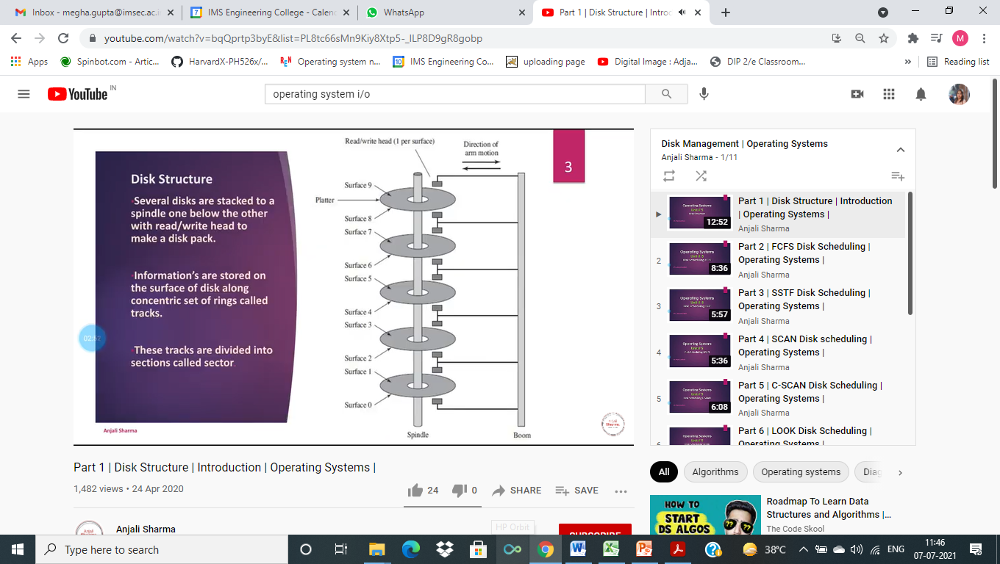 Inbox - megha.gupta@imsec.ac.i
IMS Engineering College - Calend
WhatsApp
Part 1 | Disk Structure | Introd
youtube.com/watch?v=bqQprtp3byE&list=PL8tc66sMn9Kiy8Xtp5-_ILP8D9gR8gobp
M
Apps
Spinbot.com - Artic...
HarvardX-PH526x/...
Operating system n...
IMS Engineering Co...
uploading page
Digital Image : Adja...
DIP 2/e Classroom...
»
Reading list
YouTube IN
operating system i/o
Disk Structure
Several disks are stacked to a
spindle one below the other
with read/write head to
make a disk pack.
Information's are stored on
the surface of disk along
concentric set of rings called
tracks.
These tracks are divided into
sections called sector
02:52
Anjali Sharma
Read/write head (1 per surface)
Direction of
arm motion
3
Surface 9
Platter
Surface 8
Surface 7
Surface 6
Surface 5
Surface 4
Surface 3
Surface 2
Surface 1
Surface 0
Spindle
Boom
Disk Management | Operating Systems
Anjali Sharma - 1/11
12:52
Part 1 | Disk Structure | Introduction
| Operating Systems |
Anjali Sharma
2
8:36
Part 2 | FCFS Disk Scheduling |
Operating Systems |
Anjali Sharma
3
5:57
Part 3 | SSTF Disk Scheduling |
Operating Systems |
Anjali Sharma
4
5:36
Part 4 | SCAN Disk scheduling |
Operating Systems |
Anjali Sharma
5
6:08
Part 5 | C-SCAN Disk Scheduling |
Operating Systems |
Anjali Sharma
Part 6 | LOOK Disk Scheduling |
Operating Systems |
Part 1 | Disk Structure | Introduction | Operating Systems |
1,482 views • 24 Apr 2020
24
0
SHARE
SAVE
Anjali Sharma
HP Orbit
SUBSCRIBE
All
Algorithms
Operating systems
Diag
HOW TO
START
DS ALGOS
??
??
Roadmap To Learn Data
Structures and Algorithms |...
The Code Skool
Type here to search
38°C
ENG
11:46
07-07-2021